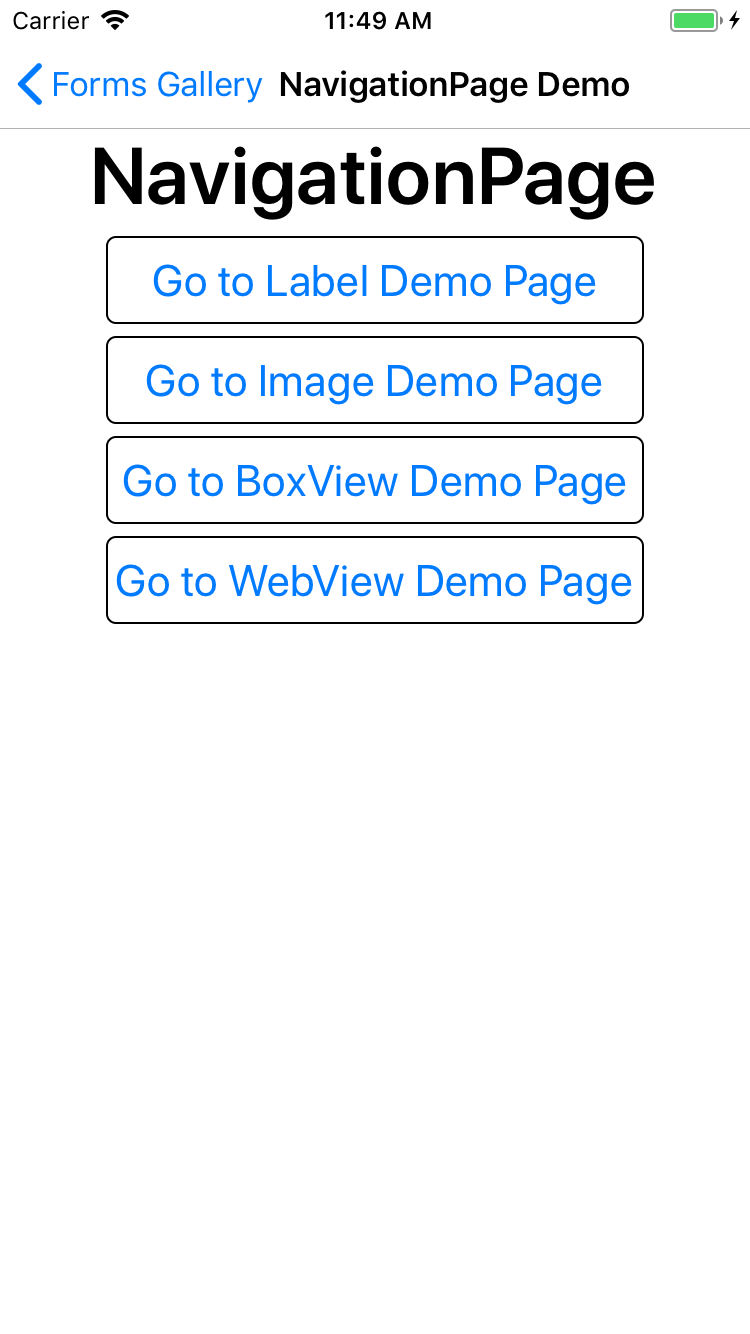 Carrier 11:49 AM
Forms Gallery NavigationPage Demo
NavigationPage
Go to Label Demo Page
Go to Image Demo Page
Go to BoxView Demo Page
Go to WebView Demo Page